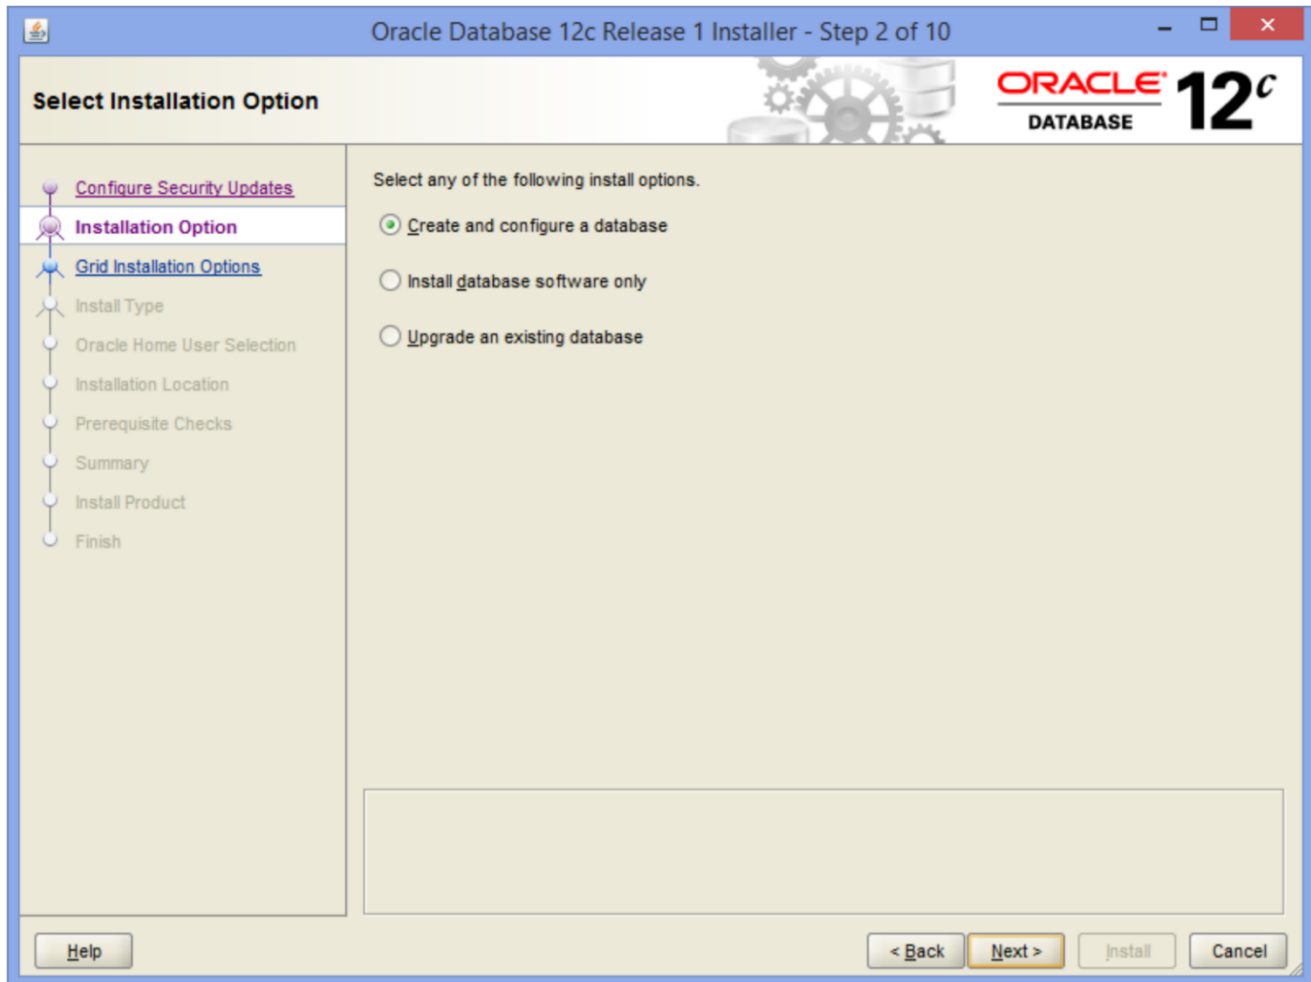 Oracle Database 12c Release 1 Installer - Step 2 of 10
Select Installation Option
ORACLE
DATABASE
12c
Configure Security Updates
Installation Option
Grid Installation Options
Install Type
Oracle Home User Selection
Installation Location
Prerequisite Checks
Summary
Install Product
Finish
Select any of the following install options.
Create and configure a database
Install database software only
Upgrade an existing database
Help
< Back
Next >
Install
Cancel